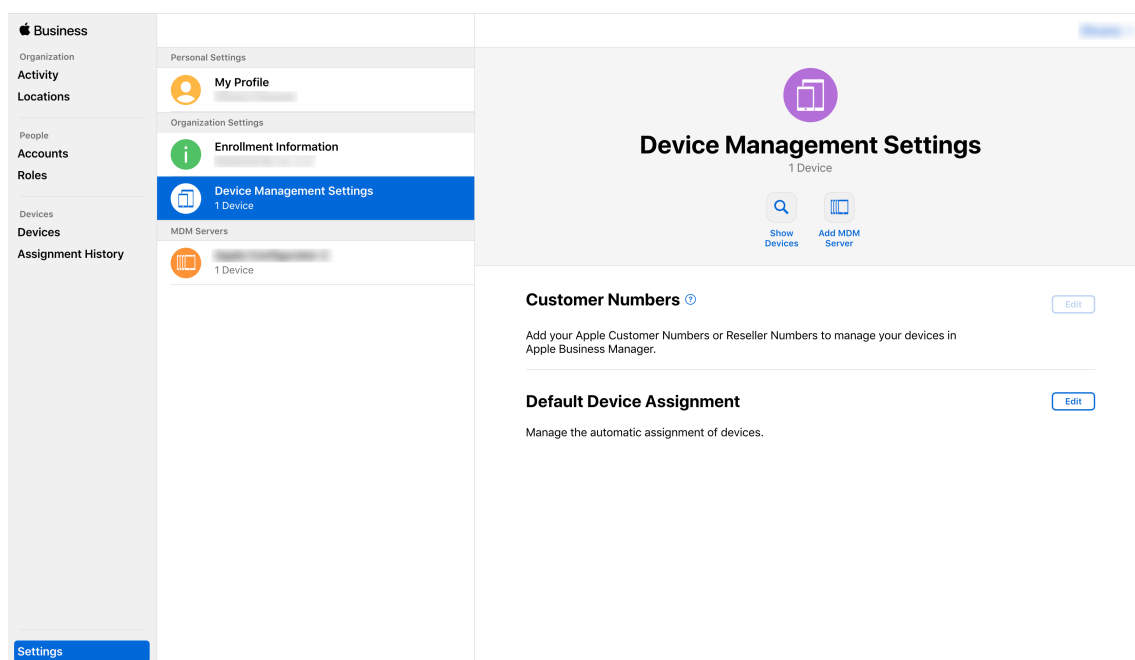 Business
Organization
Activity
Locations
People
Accounts
Roles
Devices
Devices
Assignment History
Settings
Personal Settings
My Profile
Organization Settings
Enrollment Information
Device Management Settings
1 Device
MDM Servers
1 Device
Device Management Settings
1 Device
Show
Devices
Add MDM
Server
Customer Numbers
Edit
Add your Apple Customer Numbers or Reseller Numbers to manage your devices in
Apple Business Manager.
Default Device Assignment
Edit
Manage the automatic assignment of devices.